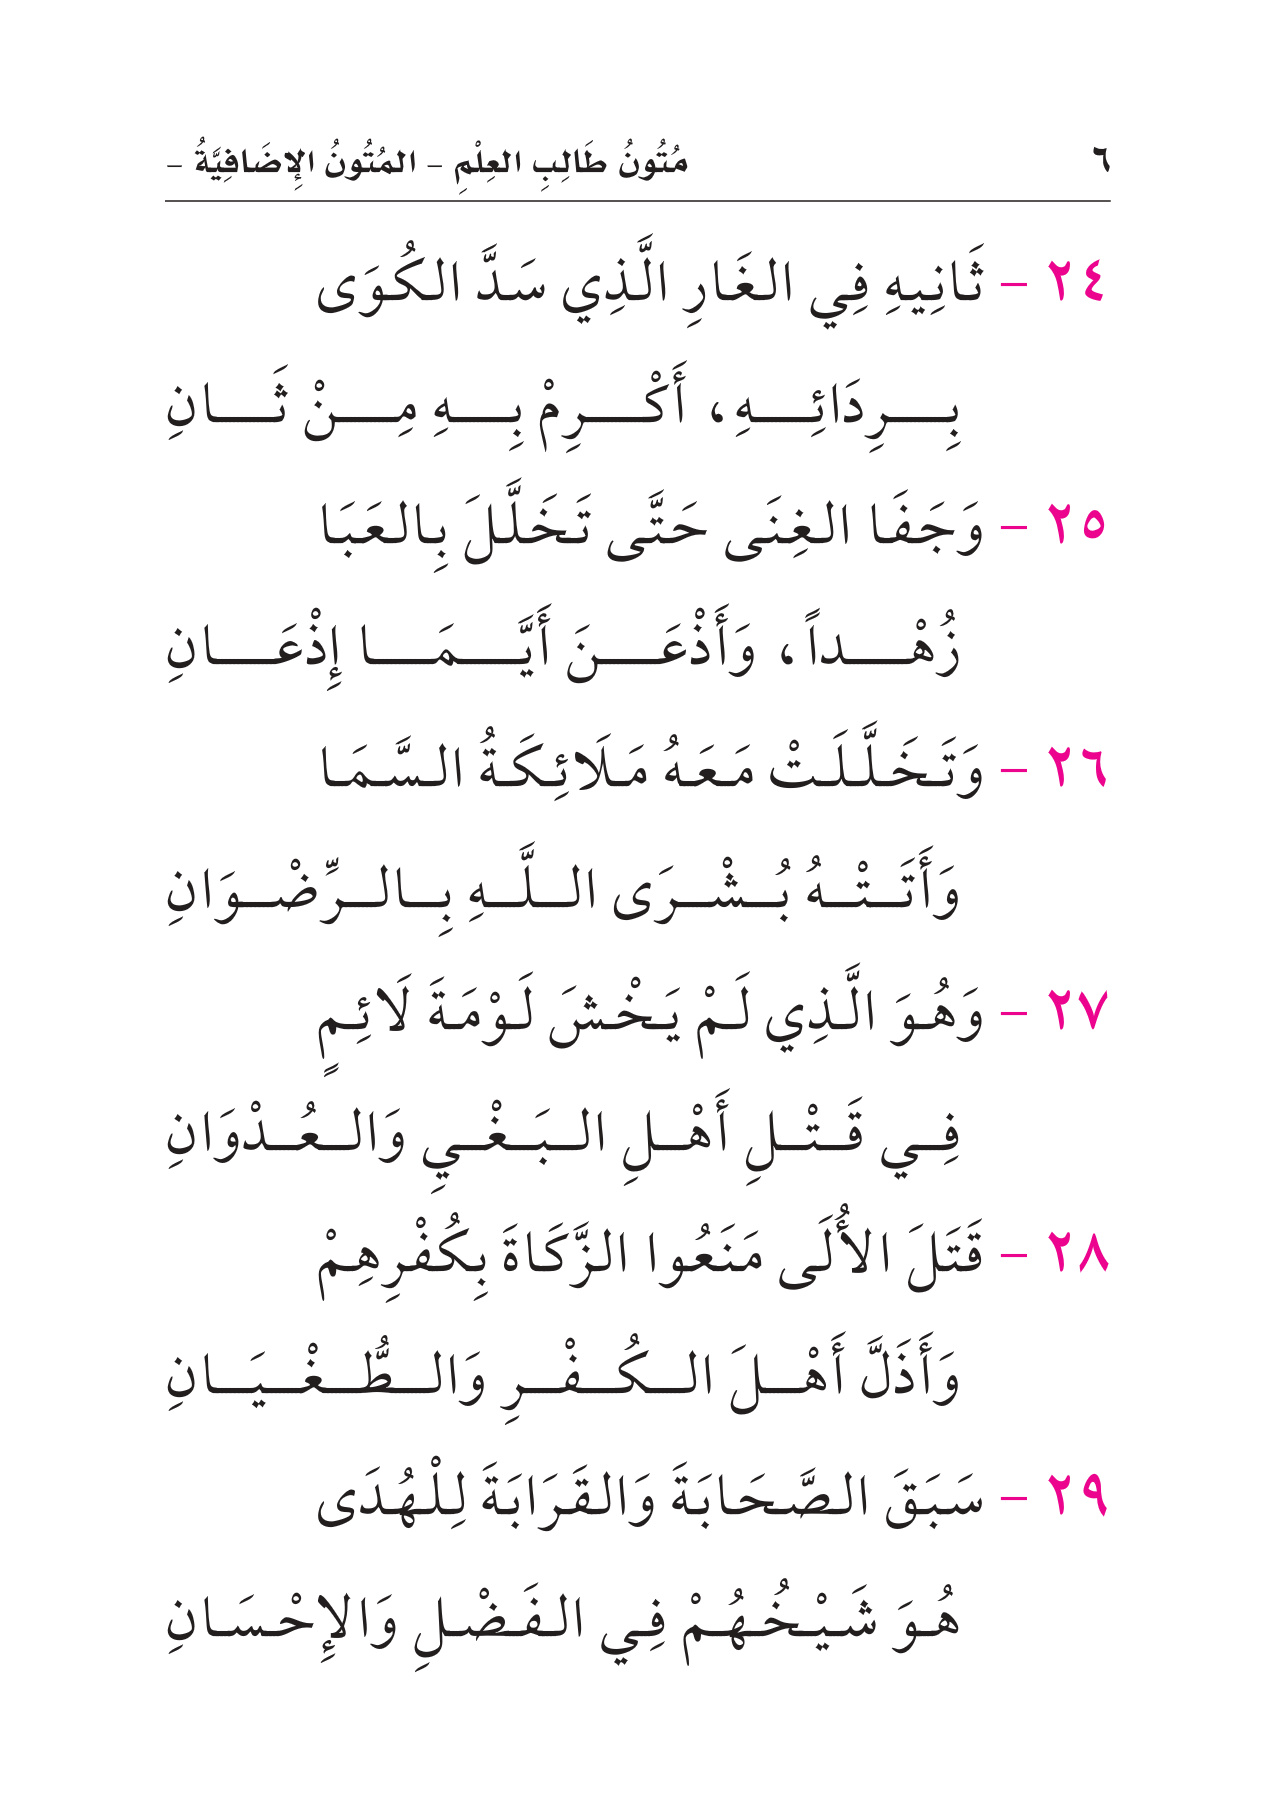 ٦ مُتُونُ طَالِبِ العِلْمِ – المُتُونُ الإِضَافِيَّةُ –
٢٤ – ثَانِيهِ فِي الغَارِ الَّذِي سَدَّ الكُوَى
بِرِدَائِهِ، أَكْرِمْ بِهِ مِنْ ثَانِ
٢٥ – وَجَفَا الغِنَى حَتَّى تَخَلَّلَ بِالعَبَا
زُهْداً، وَأَذْعَنَ أَيَّمَا إِذْعَانِ
٢٦ – وَتَخَلَّلَتْ مَعَهُ مَلَائِكَةُ السَّمَا
وَأَتَتْهُ بُشْرَى اللَّهِ بِالرِّضْوَانِ
٢٧ – وَهُوَ الَّذِي لَمْ يَخْشَ لَوْمَةَ لَائِمٍ
فِي قَتْلِ أَهْلِ البَغْيِ وَالعُدْوَانِ
٢٨ – قَتَلَ الأُلَى مَنَعُوا الزَّكَاةَ بِكُفْرِهِمْ
وَأَذَلَّ أَهْلَ الكُفْرِ وَالطُّغْيَانِ
٢٩ – سَبَقَ الصَّحَابَةَ وَالقَرَابَةَ لِلْهُدَى
هُوَ شَيْخُهُمْ فِي الفَضْلِ وَالإِحْسَانِ